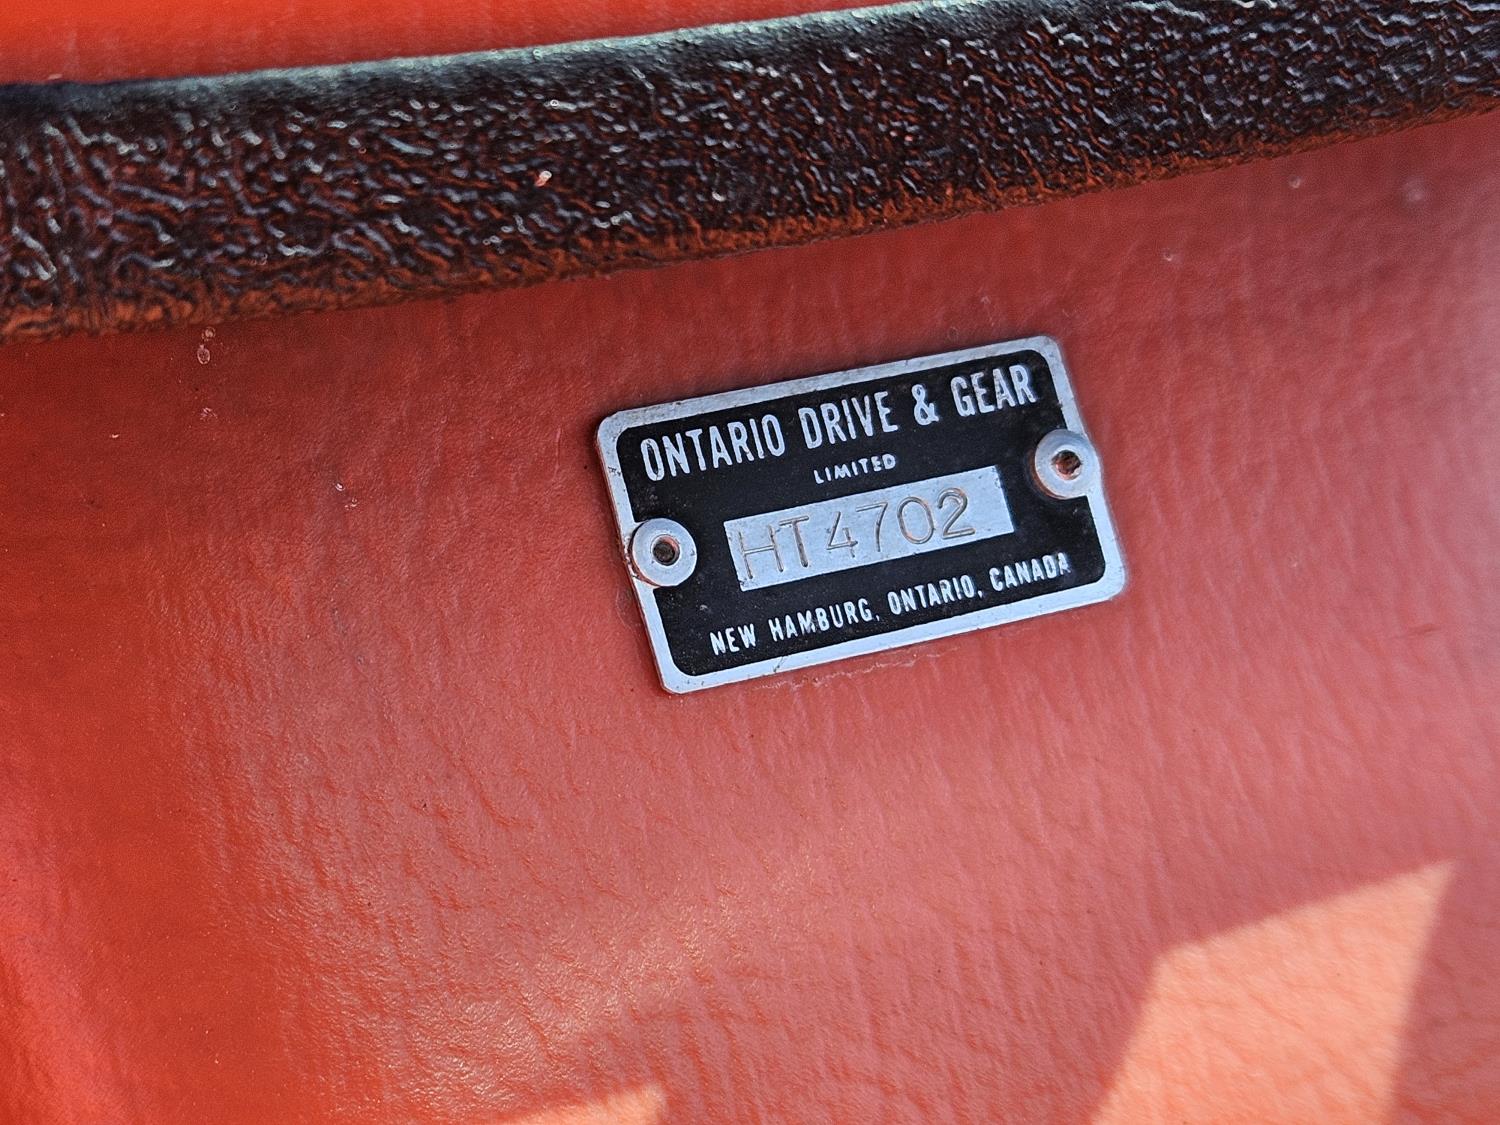 ONTARIO DRIVE & GEAR
LIMITED
HT4702
NEW HAMBURG, ONTARIO, CANADA